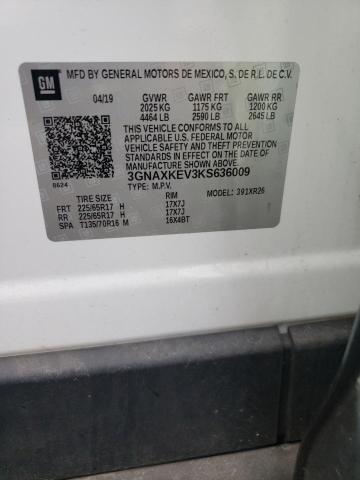 GM
MFD BY GENERAL MOTORS DE MEXICO, S. DE R.L. DE C.V.
04/19 GVWR GAWR FRT GAWR RR
2025 KG 1175 KG 1200 KG
4464 LB 2590 LB 2645 LB
THIS VEHICLE CONFORMS TO ALL
APPLICABLE U.S. FEDERAL MOTOR
VEHICLE SAFETY AND THEFT PREVENTION
STANDARDS IN EFFECT ON THE DATE OF
MANUFACTURE SHOWN ABOVE.
8624
3GNAXKEV3KS636009
TYPE: M.P.V. MODEL: 391XR26
TIRE SIZE RIM
FRT 225/65R17 H 17X7J
RR 225/65R17 H 17X7J
SPA T135/70R16 M 16X4BT